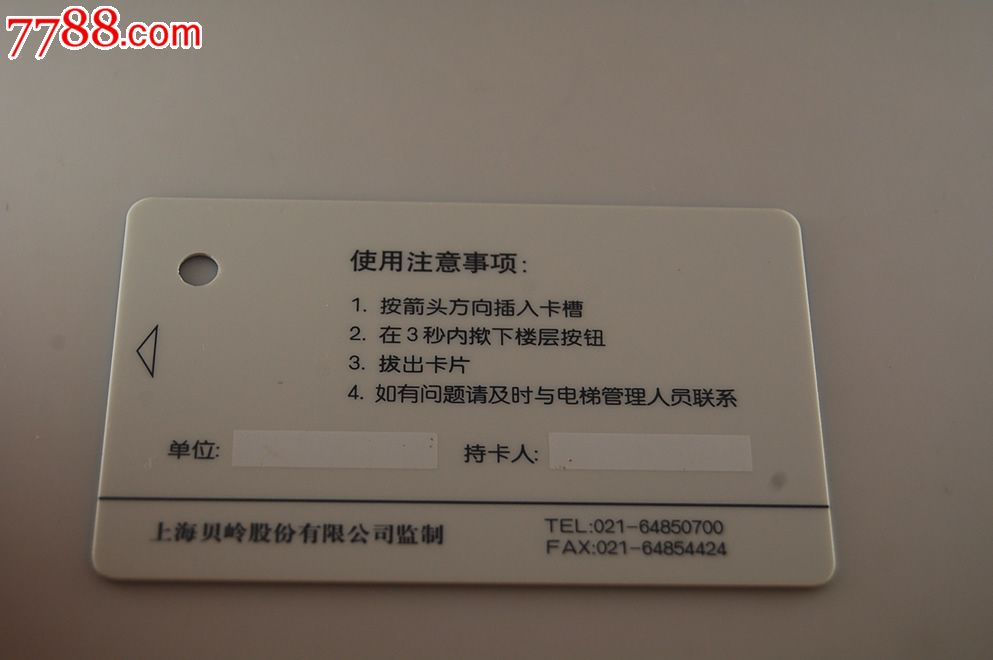 7788.com
使用注意事项:
1. 按箭头方向插入卡槽
2. 在3秒内揿下楼层按钮
3. 拔出卡片
4. 如有问题请及时与电梯管理人员联系
单位: 持卡人:
上海贝岭股份有限公司监制
TEL:021-64850700
FAX:021-64854424